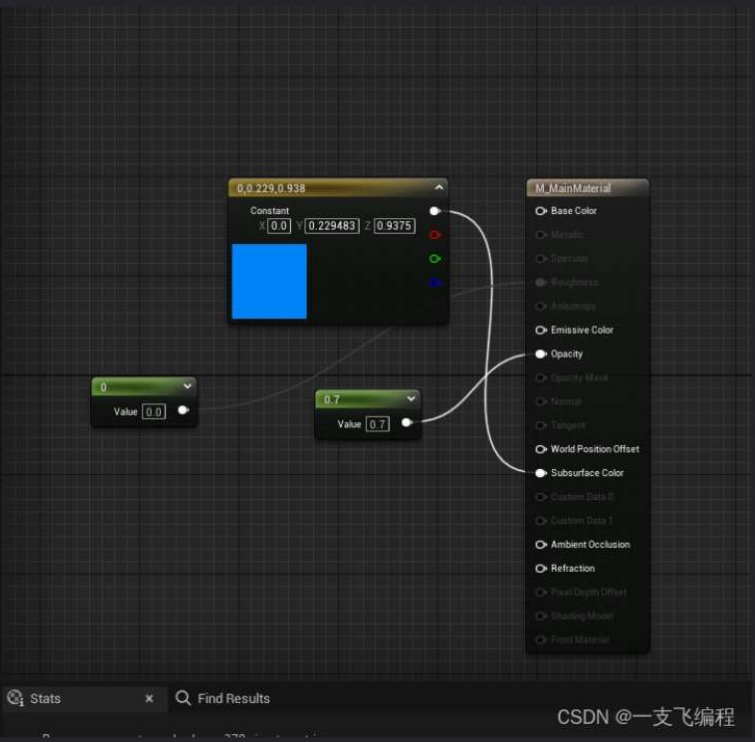 0,0.229,0.938
Constant
X 0.0 Y 0.229483 Z 0.9375
0
Value 0.0
0.7
Value 0.7
M_MainMaterial
Base Color
Metallic
Specular
Roughness
Anisotropy
Emissive Color
Opacity
Opacity Mask
Normal
Tangent
World Position Offset
Subsurface Color
Custom Data 0
Custom Data 1
Ambient Occlusion
Refraction
Pixel Depth Offset
Shading Model
Front Material
Stats
Find Results
CSDN @一支飞编程